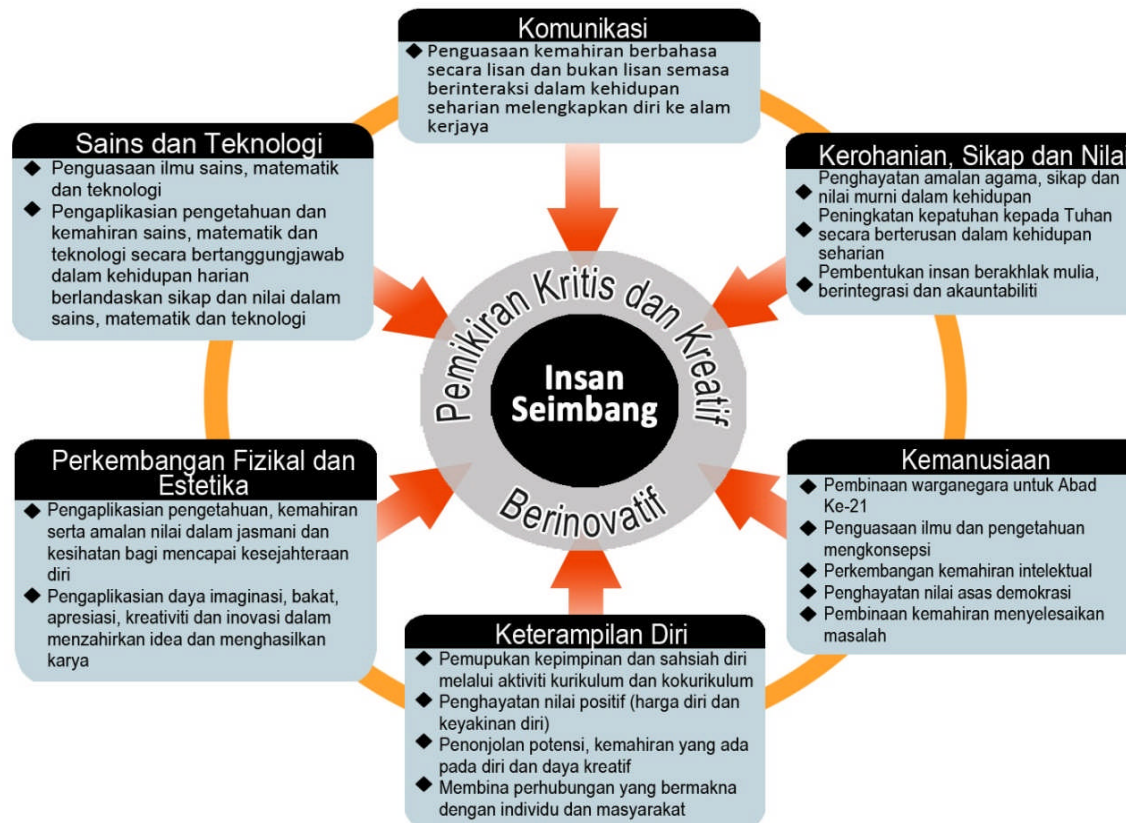 Komunikasi
Penguasaan kemahiran berbahasa
secara lisan dan bukan lisan semasa
berinteraksi dalam kehidupan
seharian melengkapkan diri ke alam
kerjaya
Sains dan Teknologi
Penguasaan ilmu sains, matematik
dan teknologi
Pengaplikasian pengetahuan dan
kemahiran sains, matematik dan
teknologi secara bertanggungjawab
dalam kehidupan harian
berlandaskan sikap dan nilai dalam
sains, matematik dan teknologi
Kerohanian, Sikap dan Nilai
Penghayatan amalan agama, sikap dan
nilai murni dalam kehidupan
Peningkatan kepatuhan kepada Tuhan
secara berterusan dalam kehidupan
seharian
Pembentukan insan berakhlak mulia,
berintegrasi dan akauntabiliti
Pemikiran Kritis dan Kreatif
Insan
Seimbang
Berinovatif
Perkembangan Fizikal dan
Estetika
Pengaplikasian pengetahuan, kemahiran
serta amalan nilai dalam jasmani dan
kesihatan bagi mencapai kesejahteraan
diri
Pengaplikasian daya imaginasi, bakat,
apresiasi, kreativiti dan inovasi dalam
menzahirkan idea dan menghasilkan
karya
Kemanusiaan
Pembinaan warganegara untuk Abad
Ke-21
Penguasaan ilmu dan pengetahuan
mengkonsepsi
Perkembangan kemahiran intelektual
Penghayatan nilai asas demokrasi
Pembinaan kemahiran menyelesaikan
masalah
Keterampilan Diri
Pemupukan kepimpinan dan sahsiah diri
melalui aktiviti kurikulum dan kokurikulum
Penghayatan nilai positif (harga diri dan
keyakinan diri)
Penonjolan potensi, kemahiran yang ada
pada diri dan daya kreatif
Membina perhubungan yang bermakna
dengan individu dan masyarakat